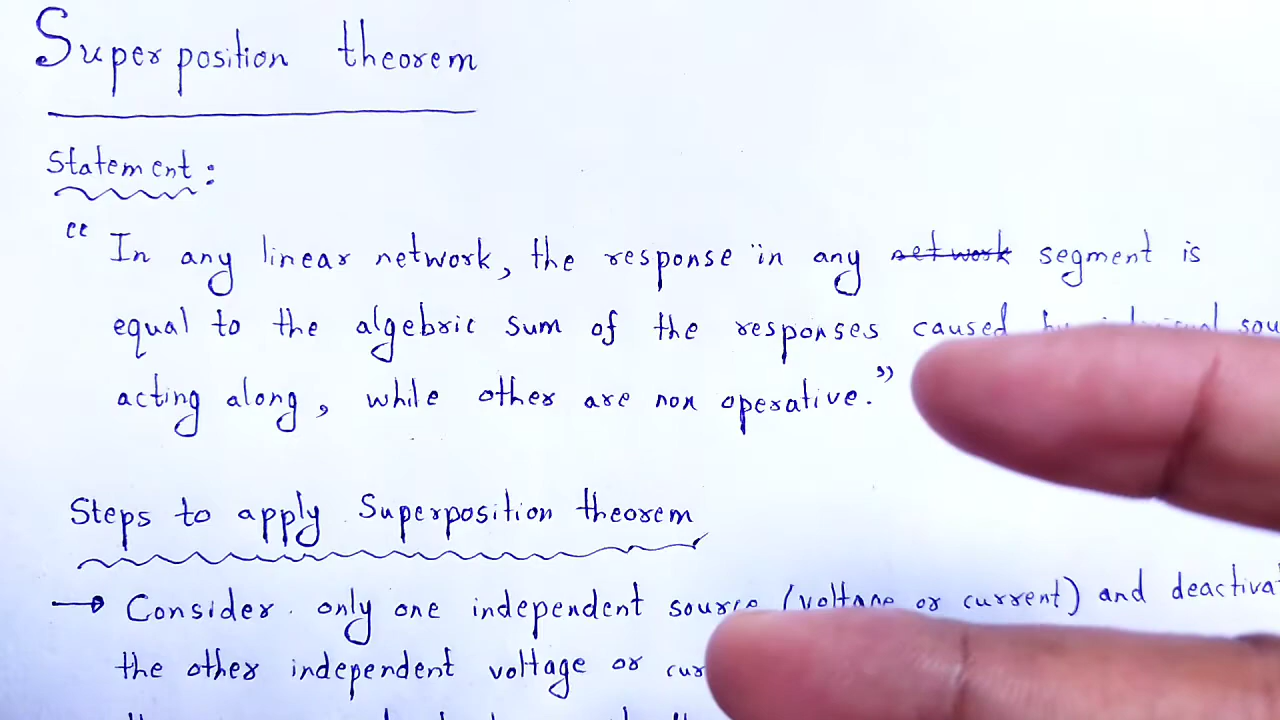 Superposition theorem
Statement:
"In any linear network, the response in any network segment is
equal to the algebric sum of the responses caused
acting along, while other are non operative."
Steps to apply Superposition theorem
→ Consider only one independent source (voltage or current) and
the other independent voltage or